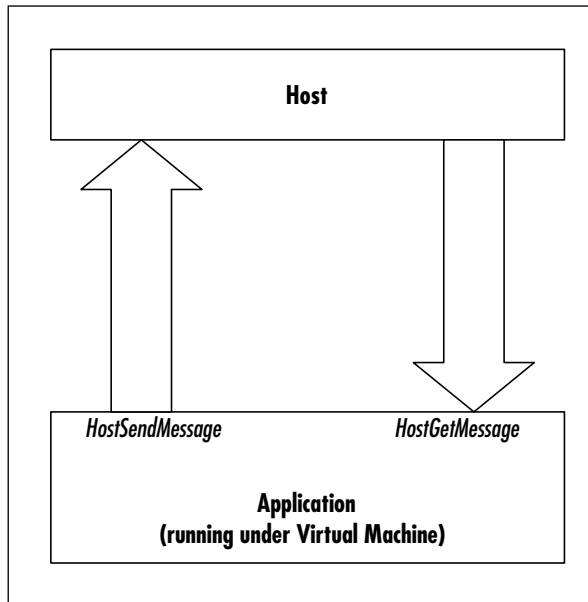 Host
HostSendMessage
HostGetMessage
Application
(running under Virtual Machine)